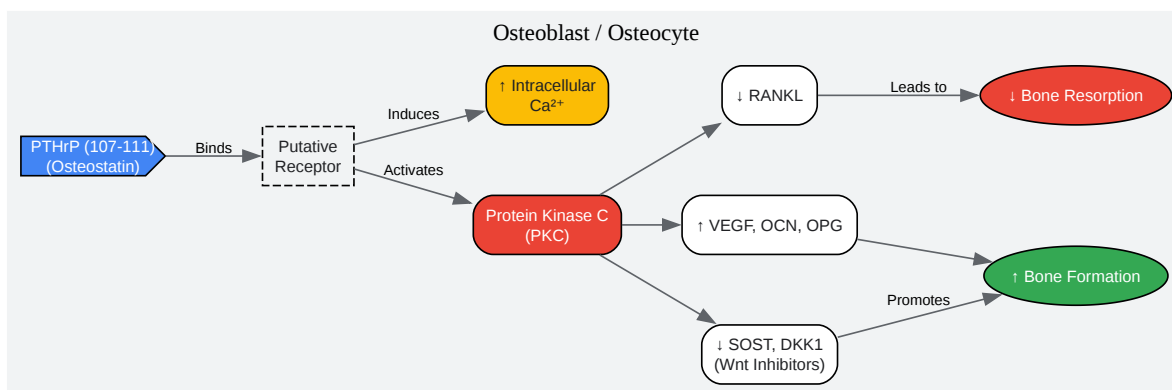 Osteoblast / Osteocyte
PTHrP (107-111)
(Osteostatin)
Binds
Putative
Receptor
Induces
↑ Intracellular
Ca²⁺
Activates
Protein Kinase C
(PKC)
↓ RANKL
Leads to
↓ Bone Resorption
↑ VEGF, OCN, OPG
↓ SOST, DKK1
(Wnt Inhibitors)
Promotes
↑ Bone Formation